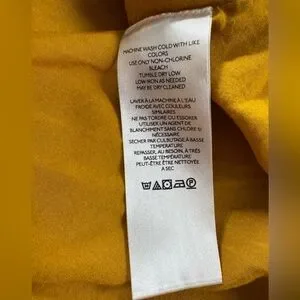 MACHINE WASH COLD WITH LIKE
COLORS
USE ONLY NON-CHLORINE
BLEACH
TUMBLE DRY LOW
LOW IRON AS NEEDED
MAY BE DRY CLEANED
LAVER À LA MACHINE À L'EAU
FROIDE AVEC COULEURS
SIMILAIRES
NE PAS TORDRE OU ESSORER
UTILISER UN AGENT DE
BLANCHIMENT SANS CHLORE SI
NÉCESSAIRE
SÉCHER PAR CULBUTAGE À BASSE
TEMPÉRATURE
REPASSER, AU BESOIN, À TRÈS
BASSE TEMPÉRATURE
PEUT-ÊTRE ÊTRE NETTOYÉE
A SEC